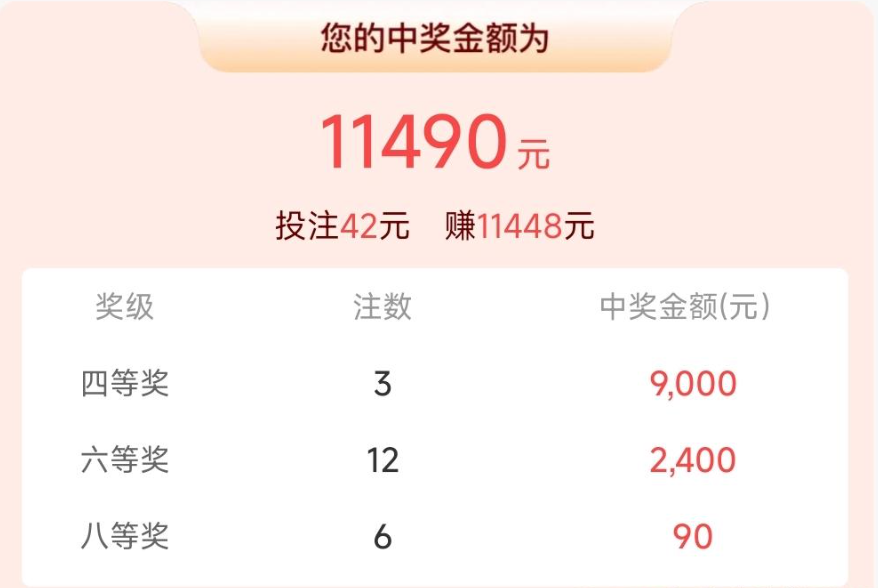 您的中奖金额为
11490元
投注42元 赚11448元
奖级 注数 中奖金额(元)
四等奖 3 9,000
六等奖 12 2,400
八等奖 6 90